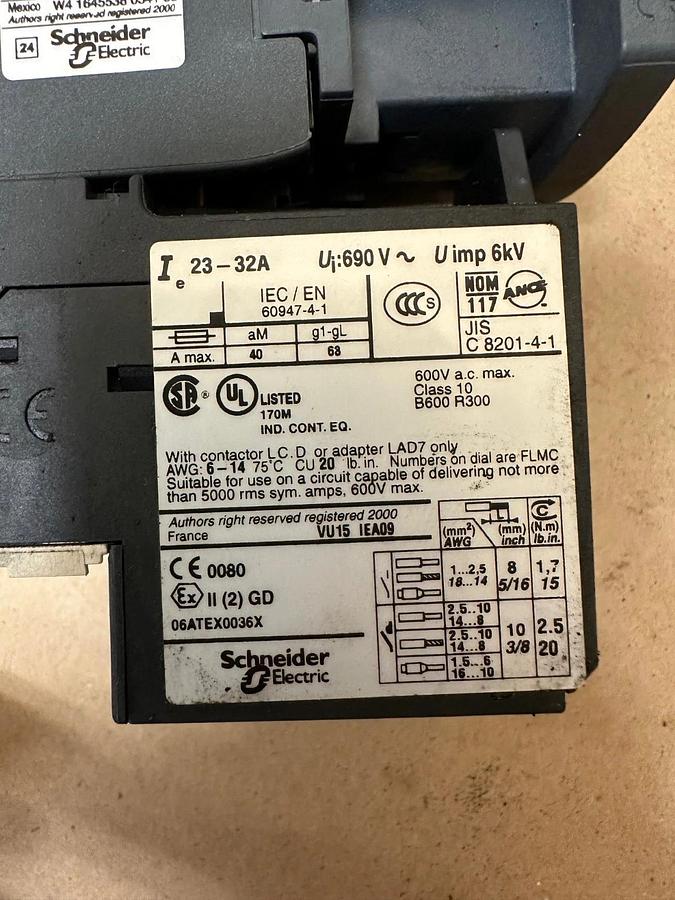 Mexico W4 1645538
Authors right reserved registered 2000
24 Schneider Electric
Ie 23-32A Ui:690 V ~ U imp 6kV
IEC / EN
60947-4-1
CCC S
NOM
117
ANCE
JIS
C 8201-4-1
aM g1-gL
A max. 40 63
SA ® UL LISTED
170M
IND. CONT. EQ.
600V a.c. max.
Class 10
B600 R300
With contactor LC.D or adapter LAD7 only
AWG: 6-14 75°C CU 20 lb.in. Numbers on dial are FLMC
Suitable for use on a circuit capable of delivering not more
than 5000 rms sym. amps, 600V max.
Authors right reserved registered 2000
France VU15 IEA09
CE 0080
Ex II (2) GD
06ATEX0036X
Schneider
Electric
L C
(mm²) (mm) (N.m)
AWG inch lb.in.
1...2,5 8 1,7
18...14 5/16 15
2.5...10
14...8
2.5...10 10 2.5
14...8 3/8 20
1.5...6
16...10
CE